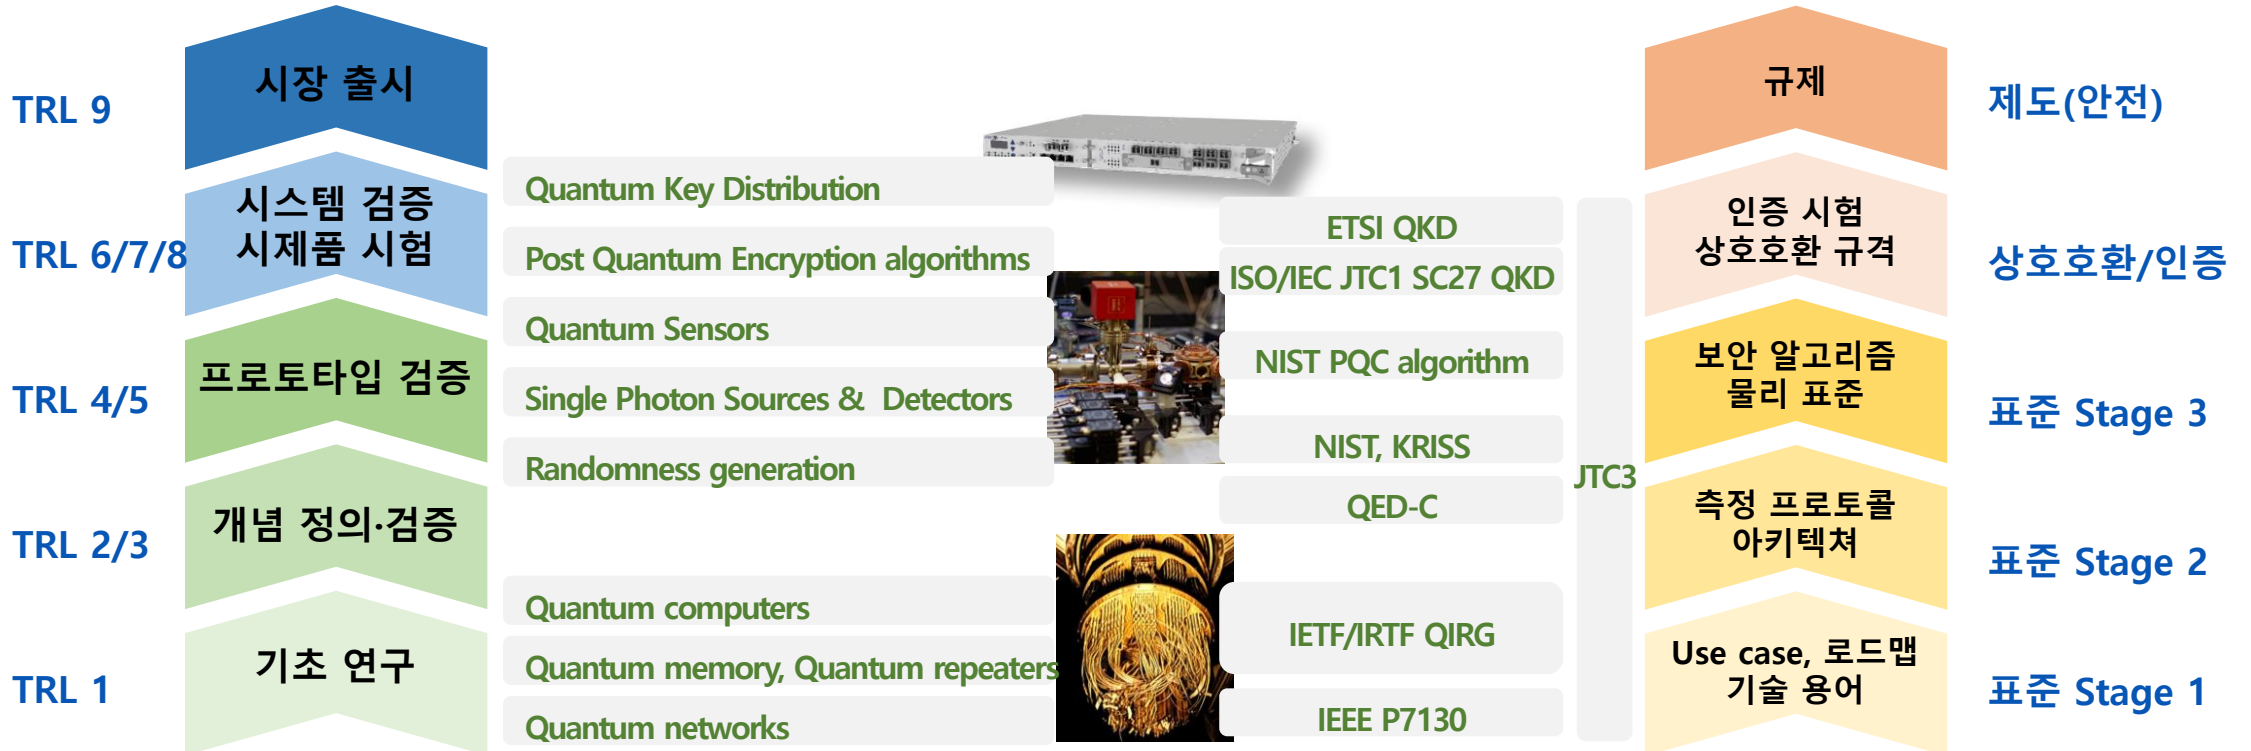 TRL 9
TRL 6/7/8
TRL 4/5
TRL 2/3
TRL 1
시장 출시
시스템 검증
시제품 시험
프로토타입 검증
개념 정의·검증
기초 연구
Quantum Key Distribution
Post Quantum Encryption algorithms
Quantum Sensors
Single Photon Sources & Detectors
Randomness generation
Quantum computers
Quantum memory, Quantum repeaters
Quantum networks
ETSI QKD
ISO/IEC JTC1 SC27 QKD
NIST PQC algorithm
NIST, KRISS
QED-C
IETF/IRTF QIRG
IEEE P7130
JTC3
규제
인증 시험
상호호환 규격
보안 알고리즘
물리 표준
측정 프로토콜
아키텍쳐
Use case, 로드맵
기술 용어
제도(안전)
상호호환/인증
표준 Stage 3
표준 Stage 2
표준 Stage 1